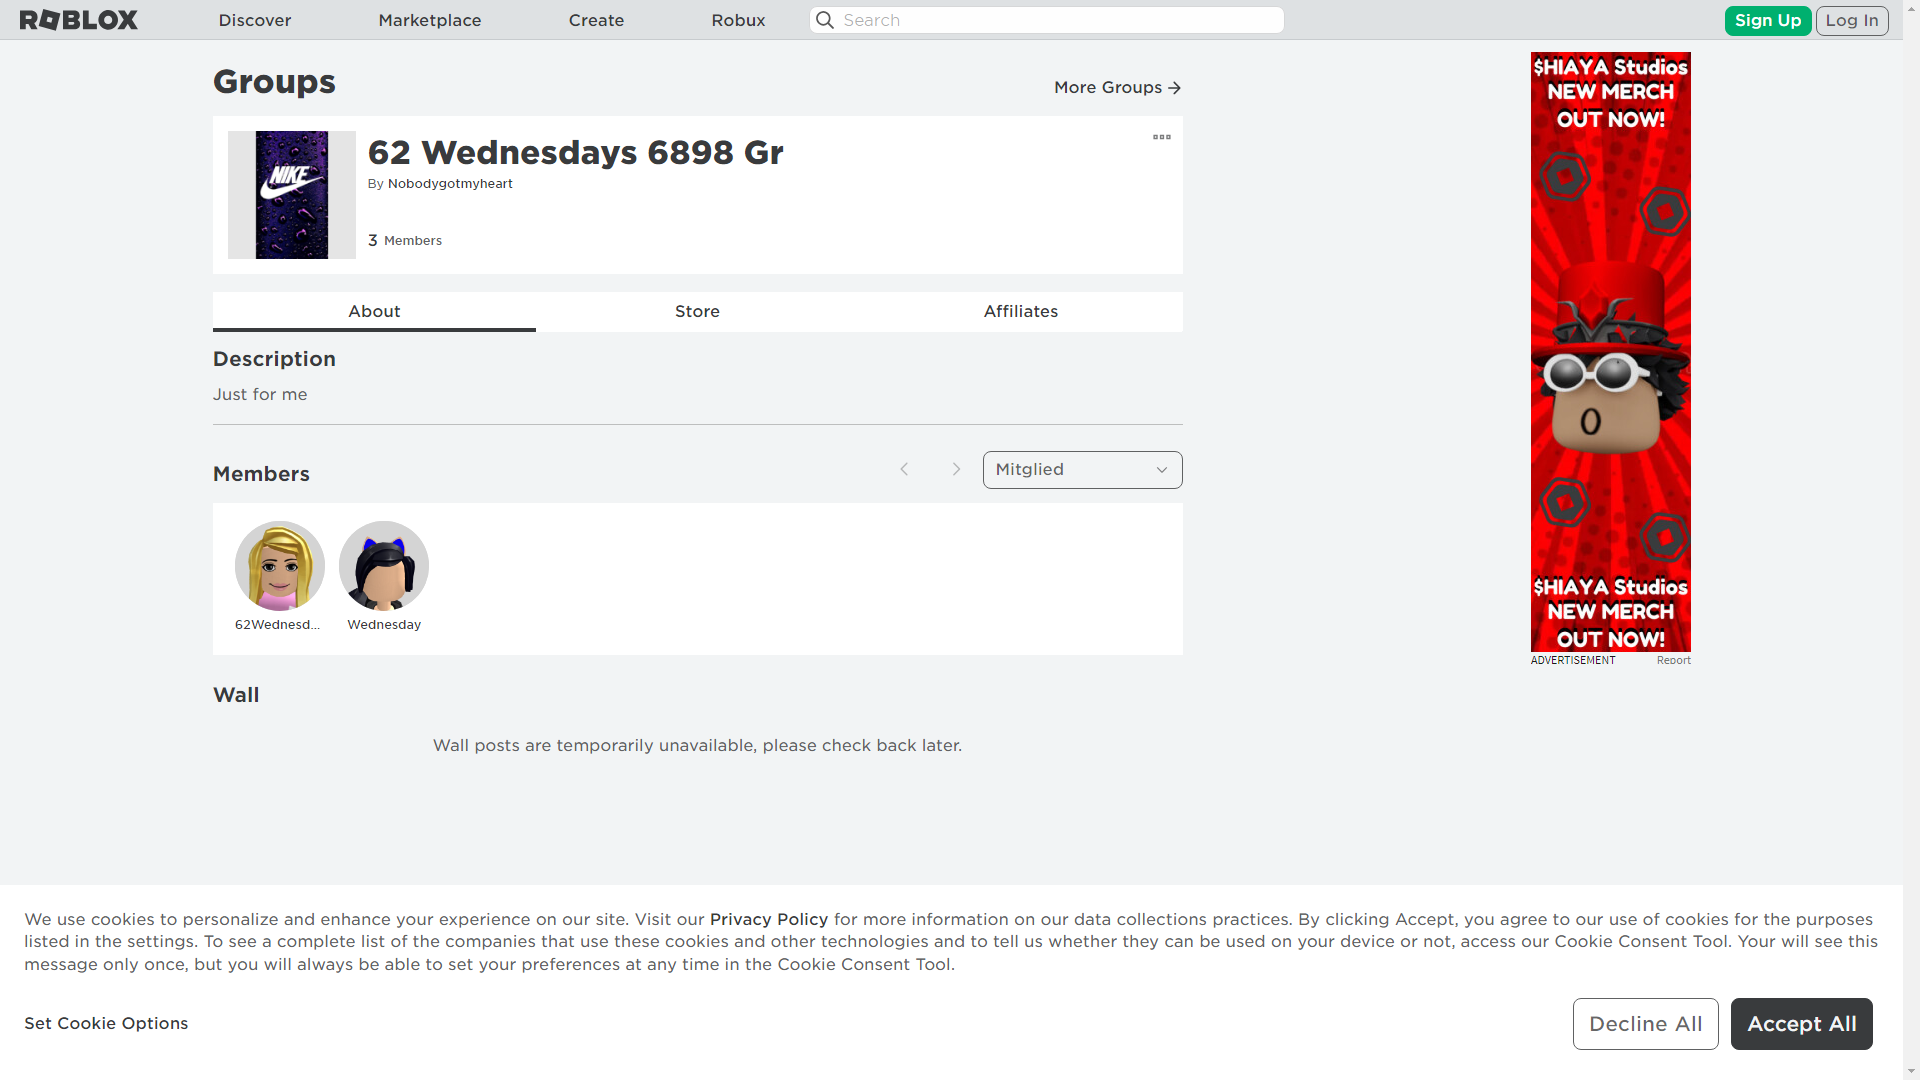 ROBLOX
Discover
Marketplace
Create
Robux
Search
Sign Up
Log In
Groups
More Groups
NIKE
62 Wednesdays 6898 Gr
By Nobodygotmyheart
3 Members
About
Store
Affiliates
Description
Just for me
Members
Mitglied
62Wednesd...
Wednesday
Wall
Wall posts are temporarily unavailable, please check back later.
$HIAYA Studios
NEW MERCH
OUT NOW!
$HIAYA Studios
NEW MERCH
OUT NOW!
ADVERTISEMENT
Report
We use cookies to personalize and enhance your experience on our site. Visit our Privacy Policy for more information on our data collections practices. By clicking Accept, you agree to our use of cookies for the purposes
listed in the settings. To see a complete list of the companies that use these cookies and other technologies and to tell us whether they can be used on your device or not, access our Cookie Consent Tool. Your will see this
message only once, but you will always be able to set your preferences at any time in the Cookie Consent Tool.
Set Cookie Options
Decline All
Accept All